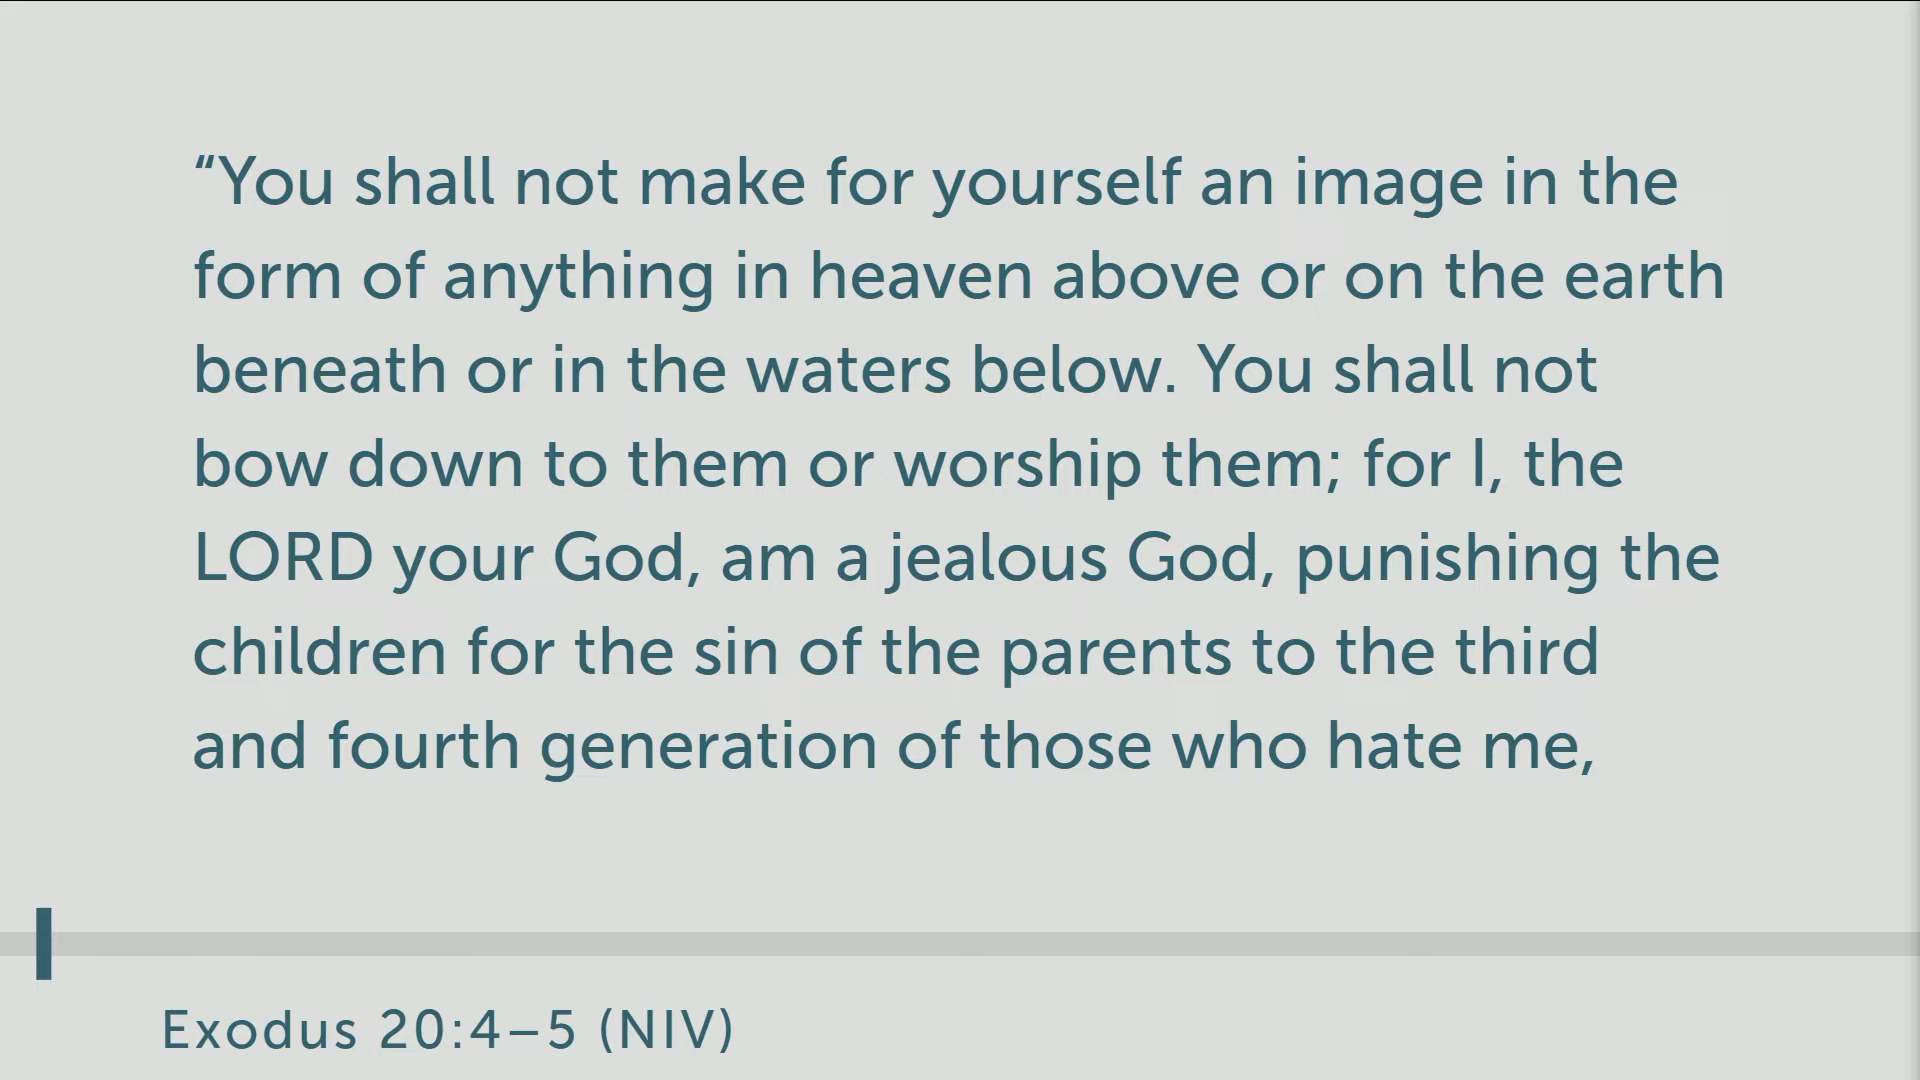 “You shall not make for yourself an image in the
form of anything in heaven above or on the earth
beneath or in the waters below. You shall not
bow down to them or worship them; for I, the
LORD your God, am a jealous God, punishing the
children for the sin of the parents to the third
and fourth generation of those who hate me,
Exodus 20:4–5 (NIV)